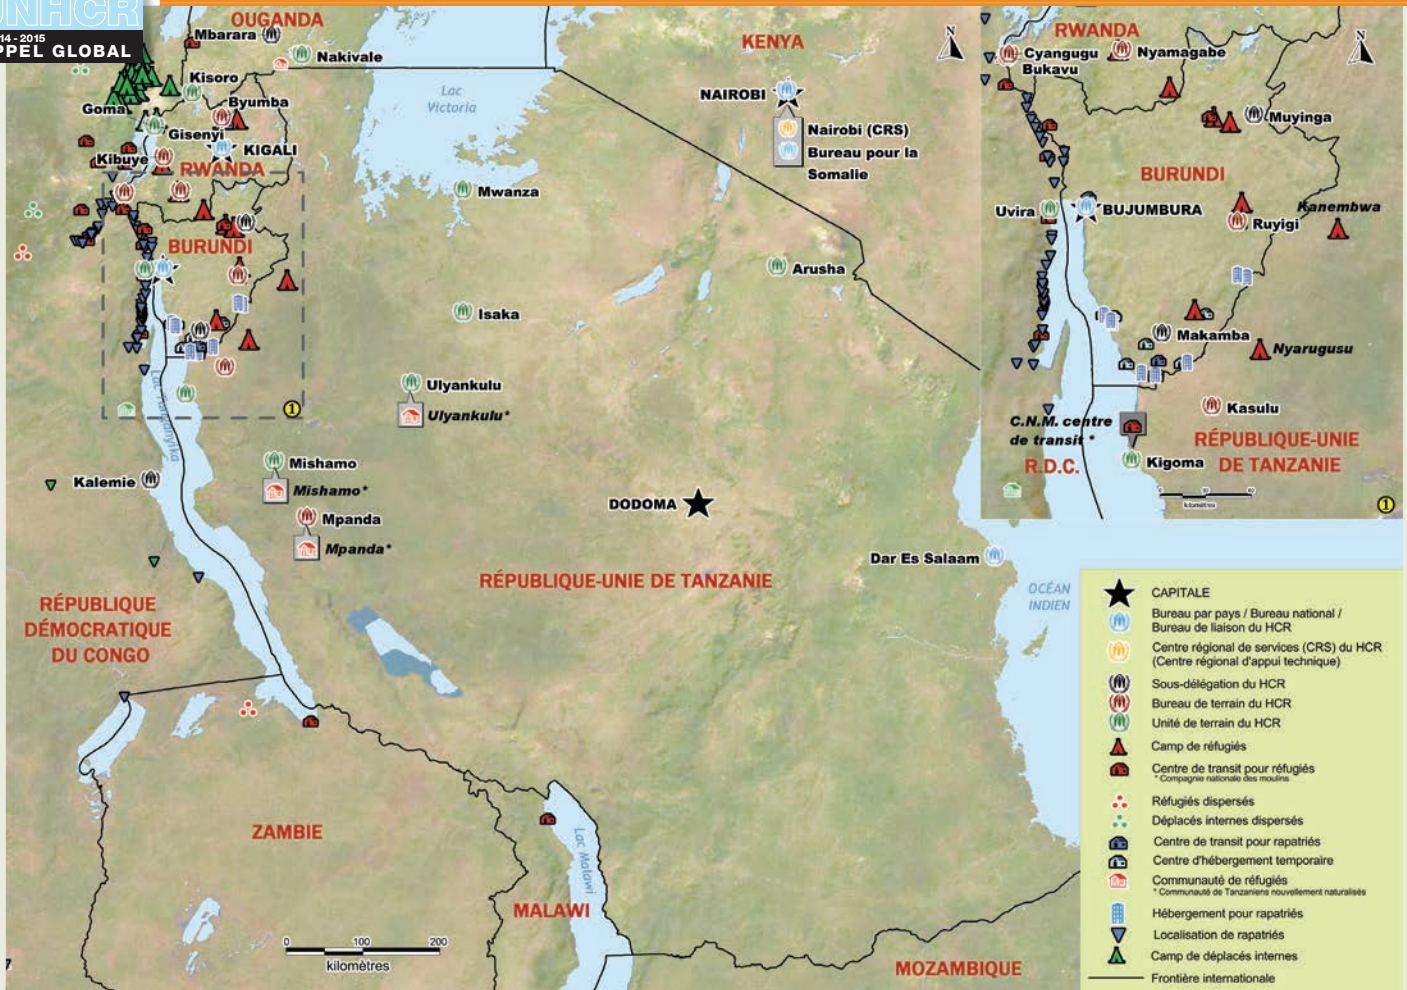 UNHCR
14 - 2015
PPEL GLOBAL
OUGANDA
Mbarara
Nakivale
Kisoro
Goma
Byumba
Gisenyi
KIGALI
Kibuye
RWANDA
BURUNDI
1
Lac
Victoria
KENYA
N
NAIROBI
Nairobi (CRS)
Bureau pour la
Somalie
Mwanza
Arusha
Isaka
Ulyankulu
Ulyankulu*
Lac Tanganyika
Kalemie
Mishamo
Mishamo*
Mpanda
Mpanda*
DODOMA
Dar Es Salaam
RÉPUBLIQUE-UNIE DE TANZANIE
OCÉAN
INDIEN
RÉPUBLIQUE
DÉMOCRATIQUE
DU CONGO
ZAMBIE
Lac Malawi
MALAWI
MOZAMBIQUE
0 100 200
kilomètres
RWANDA
N
Cyangugu
Nyamagabe
Bukavu
Muyinga
BURUNDI
Uvira
BUJUMBURA
Kanembwa
Ruyigi
Makamba
Nyarugusu
Kasulu
C.N.M. centre
de transit *
R.D.C.
Kigoma
RÉPUBLIQUE-UNIE
DE TANZANIE
kilomètres
1
CAPITALE
Bureau par pays / Bureau national /
Bureau de liaison du HCR
Centre régional de services (CRS) du HCR
(Centre régional d'appui technique)
Sous-délégation du HCR
Bureau de terrain du HCR
Unité de terrain du HCR
Camp de réfugiés
Centre de transit pour réfugiés
* Compagnie nationale des moulins
Réfugiés dispersés
Déplacés internes dispersés
Centre de transit pour rapatriés
Centre d'hébergement temporaire
Communauté de réfugiés
* Communauté de Tanzaniens nouvellement naturalisés
Hébergement pour rapatriés
Localisation de rapatriés
Camp de déplacés internes
Frontière internationale